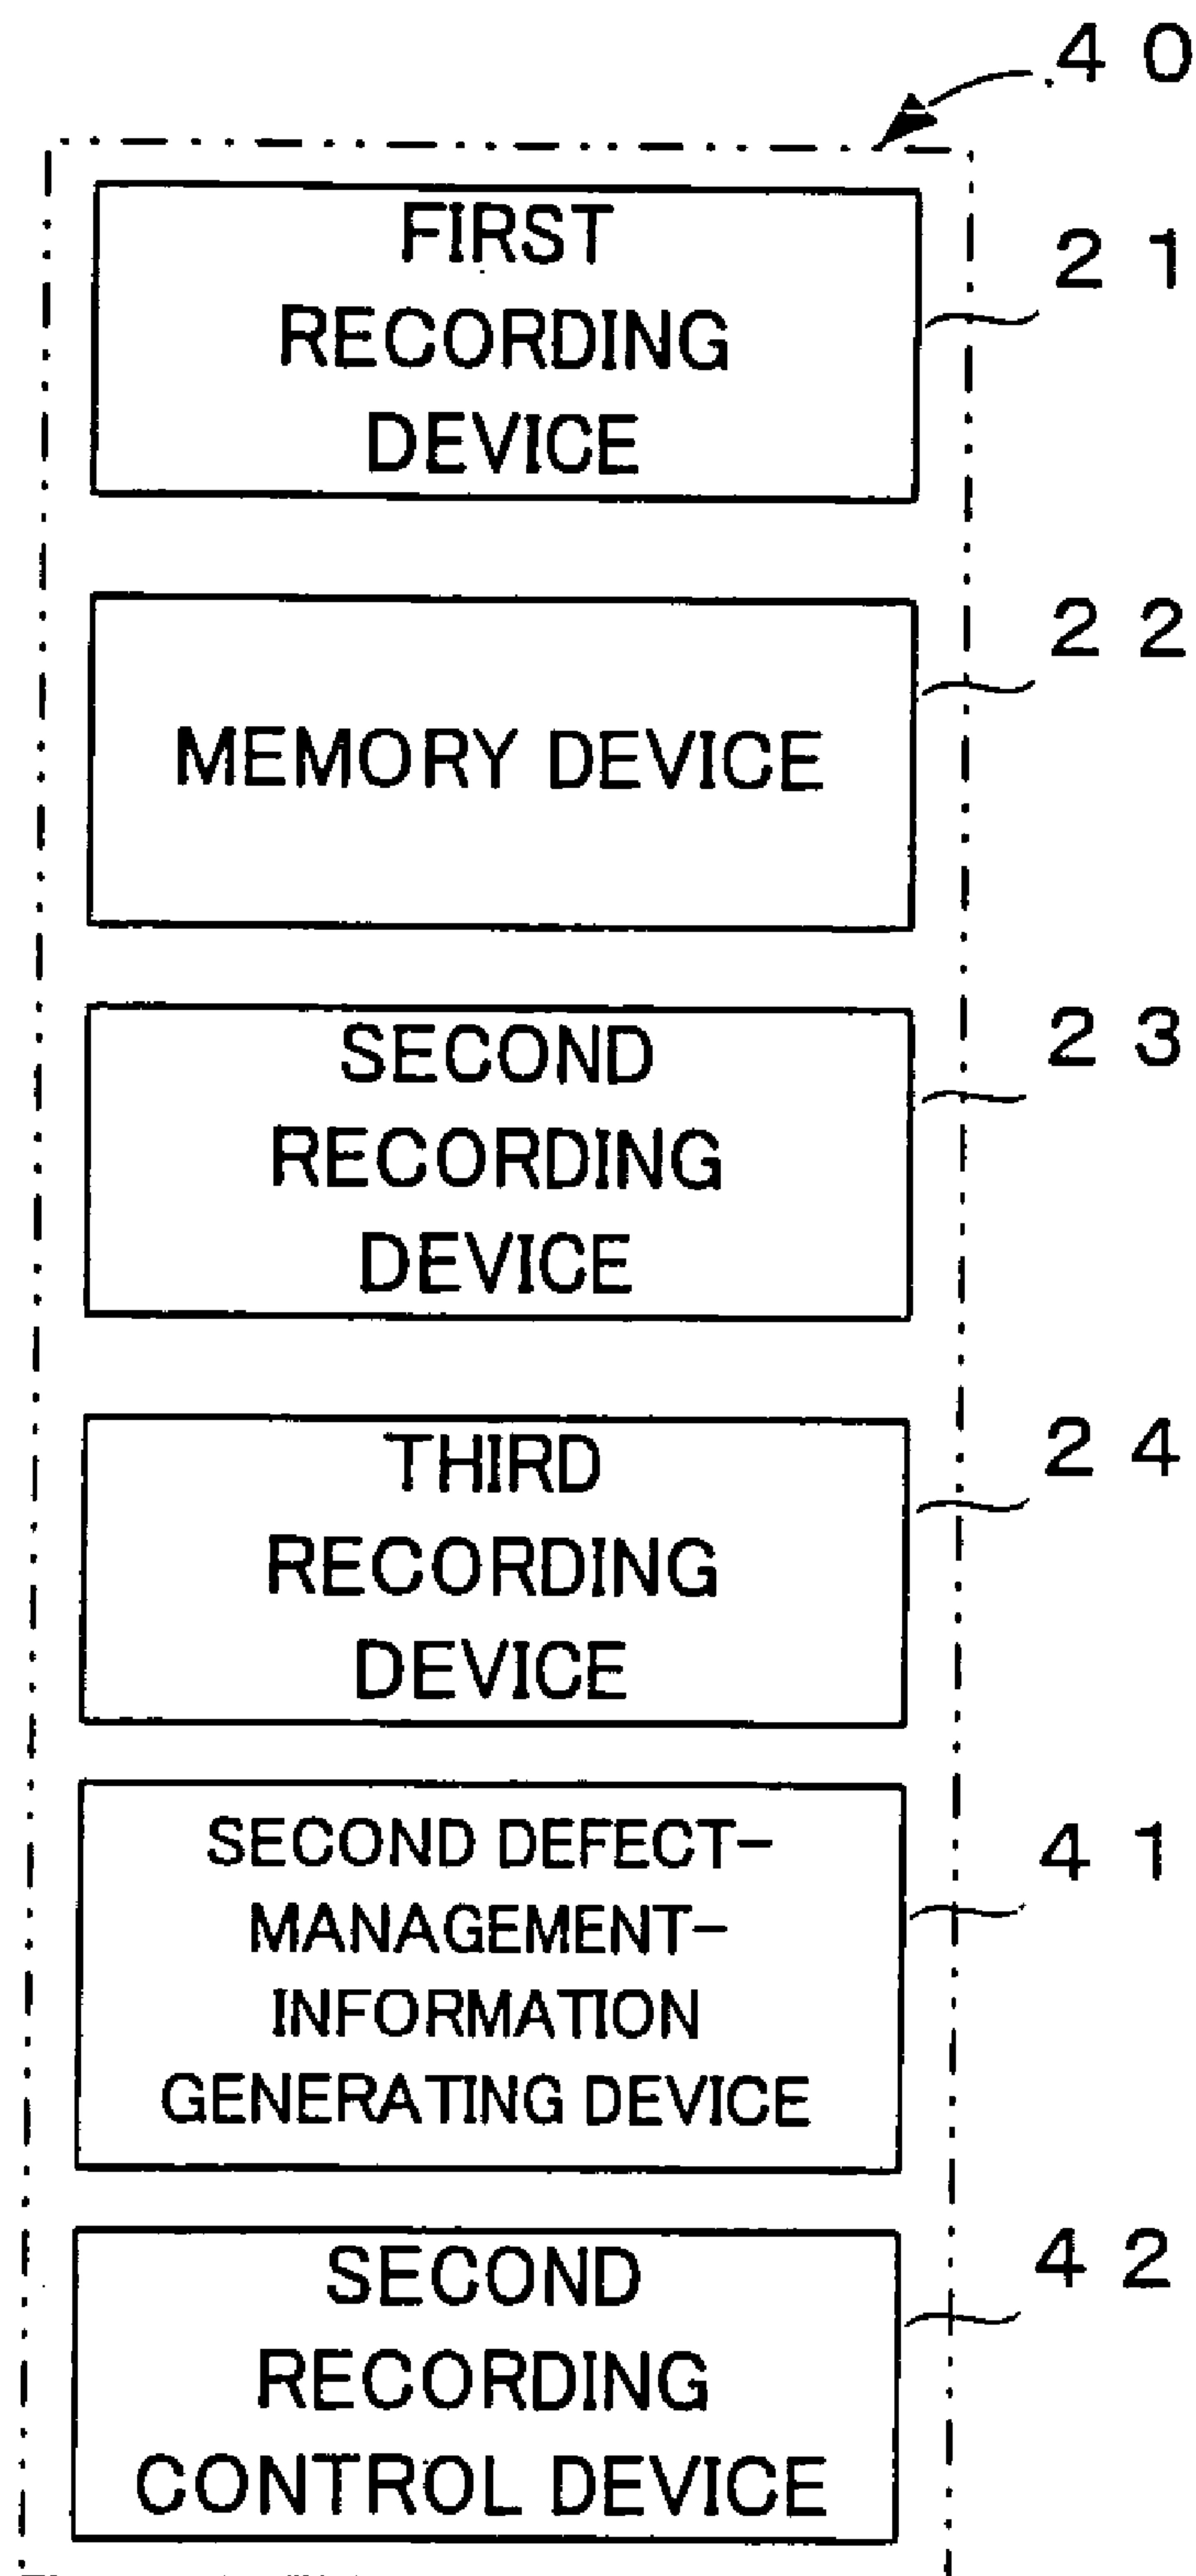 40
FIRST
RECORDING
DEVICE
21
MEMORY DEVICE
22
SECOND
RECORDING
DEVICE
23
THIRD
RECORDING
DEVICE
24
SECOND DEFECT-
MANAGEMENT-
INFORMATION
GENERATING DEVICE
41
SECOND
RECORDING
CONTROL DEVICE
42